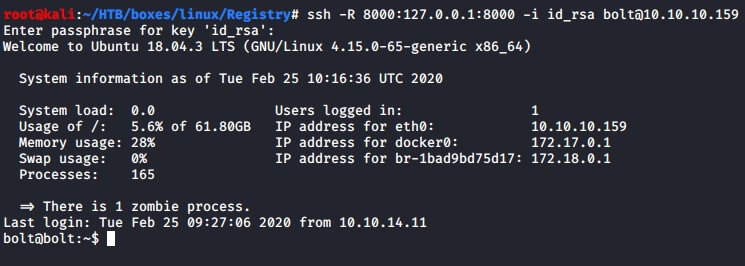 root@kali:~/HTB/boxes/linux/Registry# ssh -R 8000:127.0.0.1:8000 -i id_rsa bolt@10.10.10.159
Enter passphrase for key 'id_rsa':
Welcome to Ubuntu 18.04.3 LTS (GNU/Linux 4.15.0-65-generic x86_64)
System information as of Tue Feb 25 10:16:36 UTC 2020
System load: 0.0 Users logged in: 1
Usage of /: 5.6% of 61.80GB IP address for eth0: 10.10.10.159
Memory usage: 28% IP address for docker0: 172.17.0.1
Swap usage: 0% IP address for br-1bad9bd75d17: 172.18.0.1
Processes: 165
⇒ There is 1 zombie process.
Last login: Tue Feb 25 09:27:06 2020 from 10.10.14.11
bolt@bolt:~$